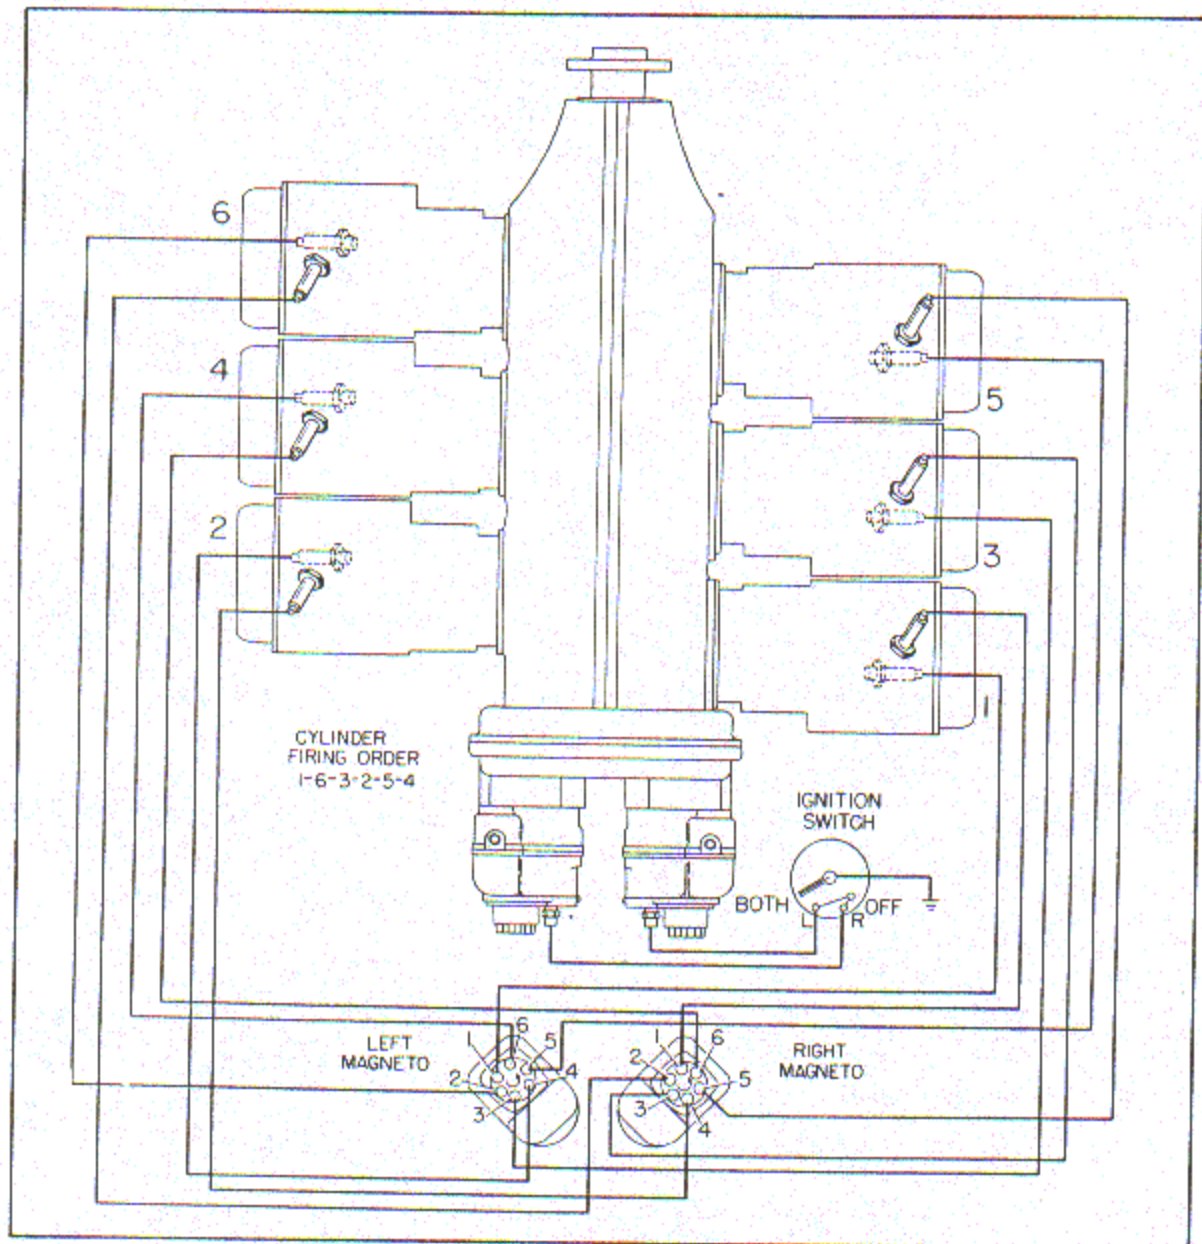 6
4
5
2
3
1
CYLINDER
FIRING ORDER
1-6-3-2-5-4
IGNITION
SWITCH
BOTH
L
R
OFF
LEFT
MAGNETO
1
6
5
2
4
3
RIGHT
MAGNETO
1
6
2
5
3
4